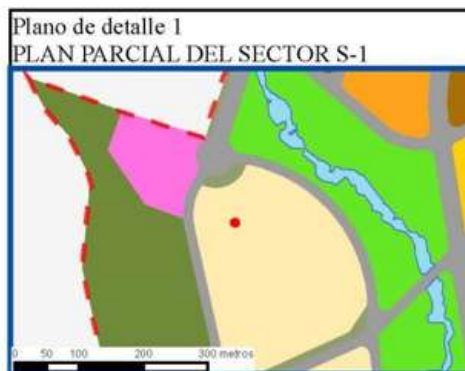 Plano de detalle 1
PLAN PARCIAL DEL SECTOR S-1
0 50 100 200 300 metros